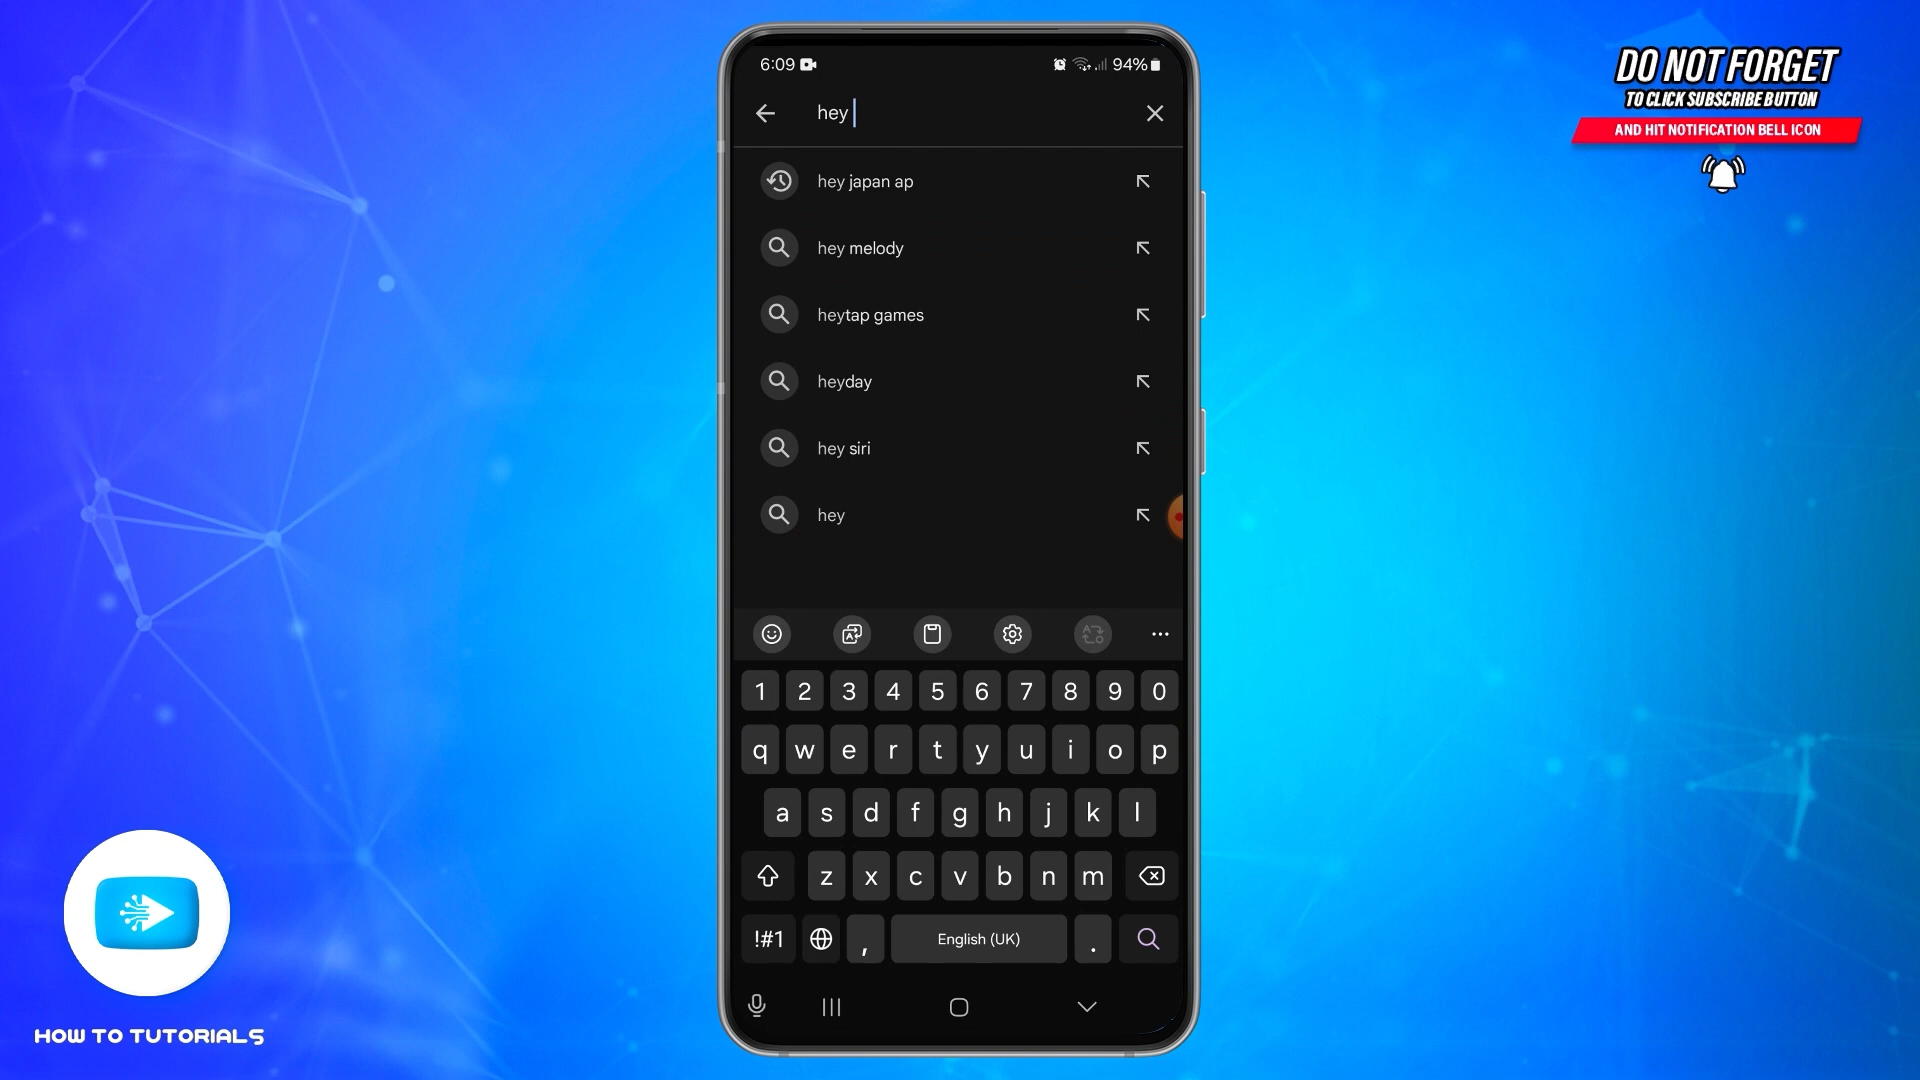 6:09
94%
hey
hey japan ap
hey melody
heytap games
heyday
hey siri
hey
1 2 3 4 5 6 7 8 9 0
q w e r t y u i o p
a s d f g h j k l
z x c v b n m
!#1 , English (UK) .
DO NOT FORGET
TO CLICK SUBSCRIBE BUTTON
AND HIT NOTIFICATION BELL ICON
HOW TO TUTORIALS